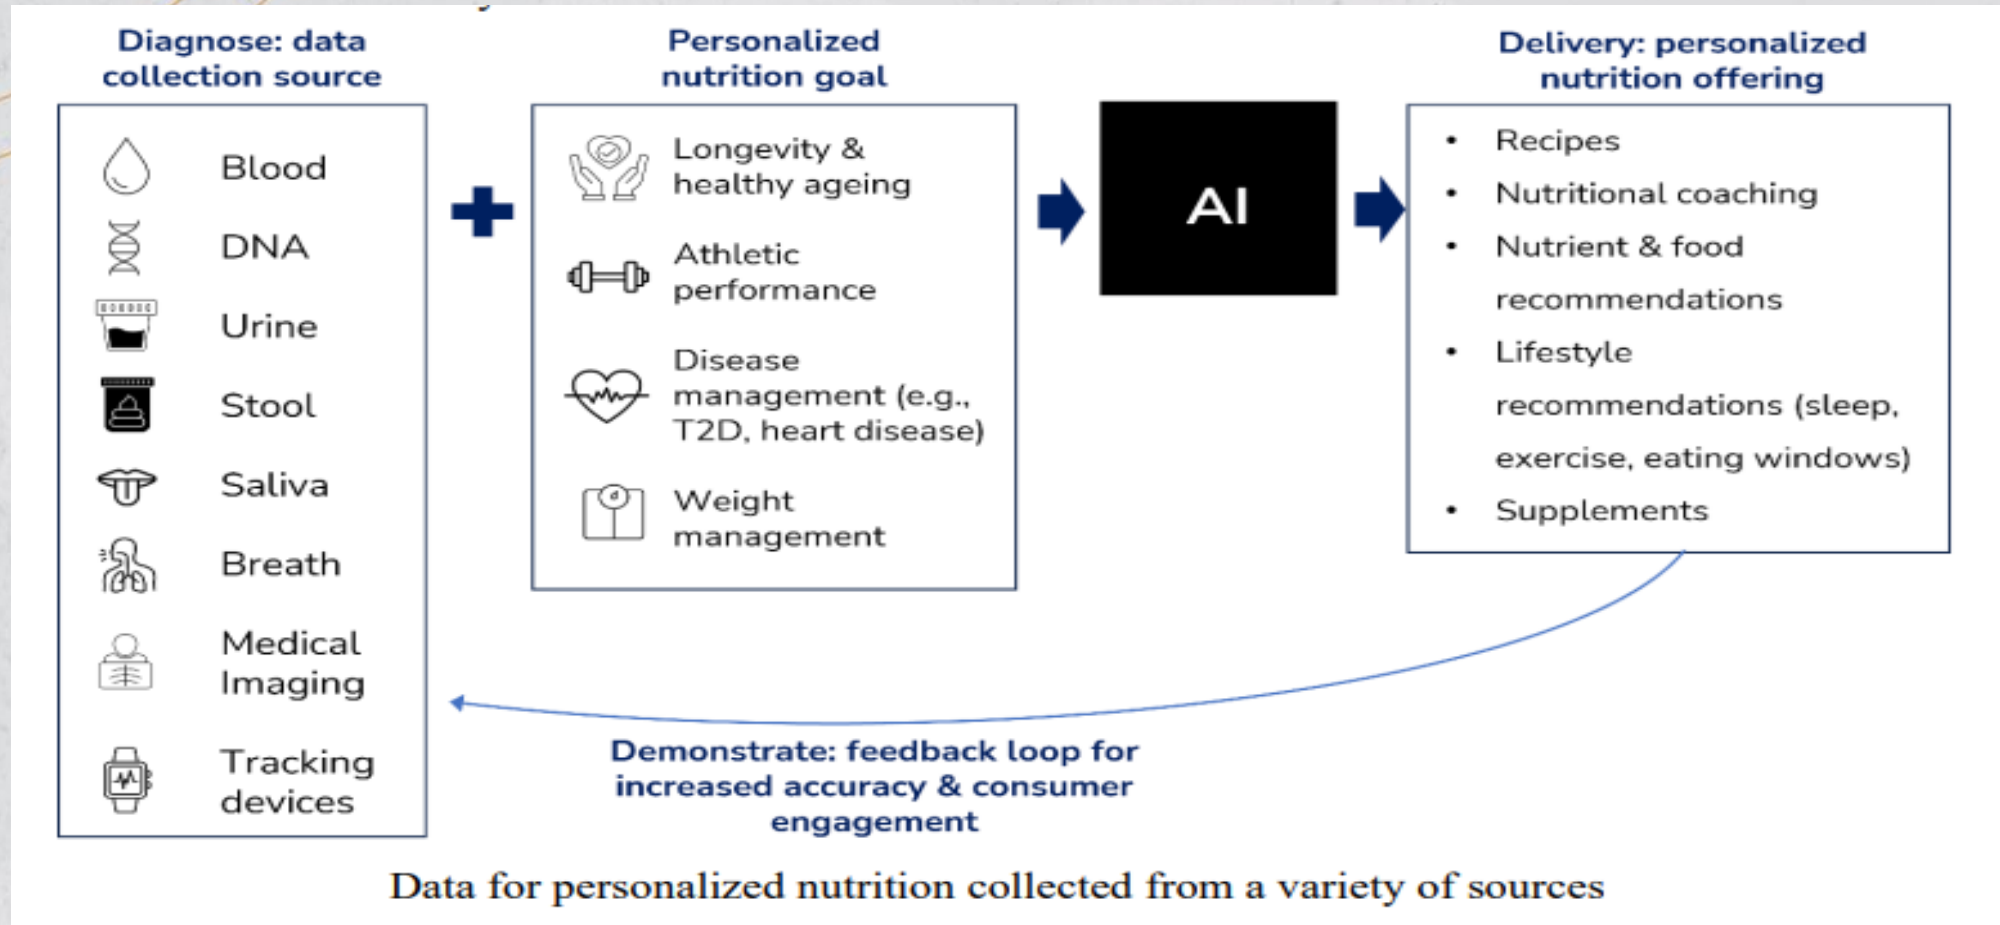 Diagnose: data
collection source
Blood
DNA
Urine
Stool
Saliva
Breath
Medical
Imaging
Tracking
devices
Personalized
nutrition goal
Longevity &
healthy ageing
Athletic
performance
Disease
management (e.g.,
T2D, heart disease)
Weight
management
AI
Delivery: personalized
nutrition offering
• Recipes
• Nutritional coaching
• Nutrient & food
recommendations
• Lifestyle
recommendations (sleep,
exercise, eating windows)
• Supplements
Demonstrate: feedback loop for
increased accuracy & consumer
engagement
Data for personalized nutrition collected from a variety of sources